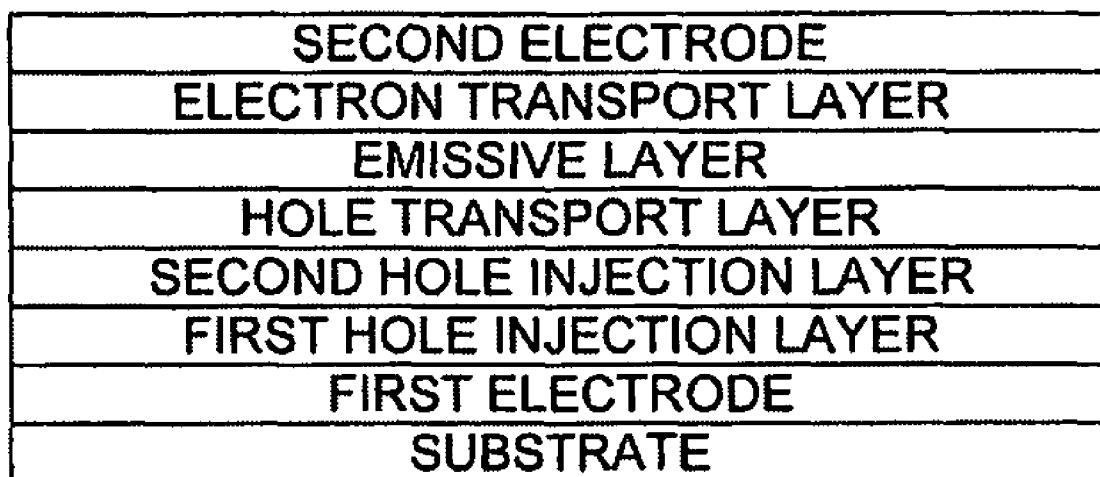 SECOND ELECTRODE
ELECTRON TRANSPORT LAYER
EMISSIVE LAYER
HOLE TRANSPORT LAYER
SECOND HOLE INJECTION LAYER
FIRST HOLE INJECTION LAYER
FIRST ELECTRODE
SUBSTRATE